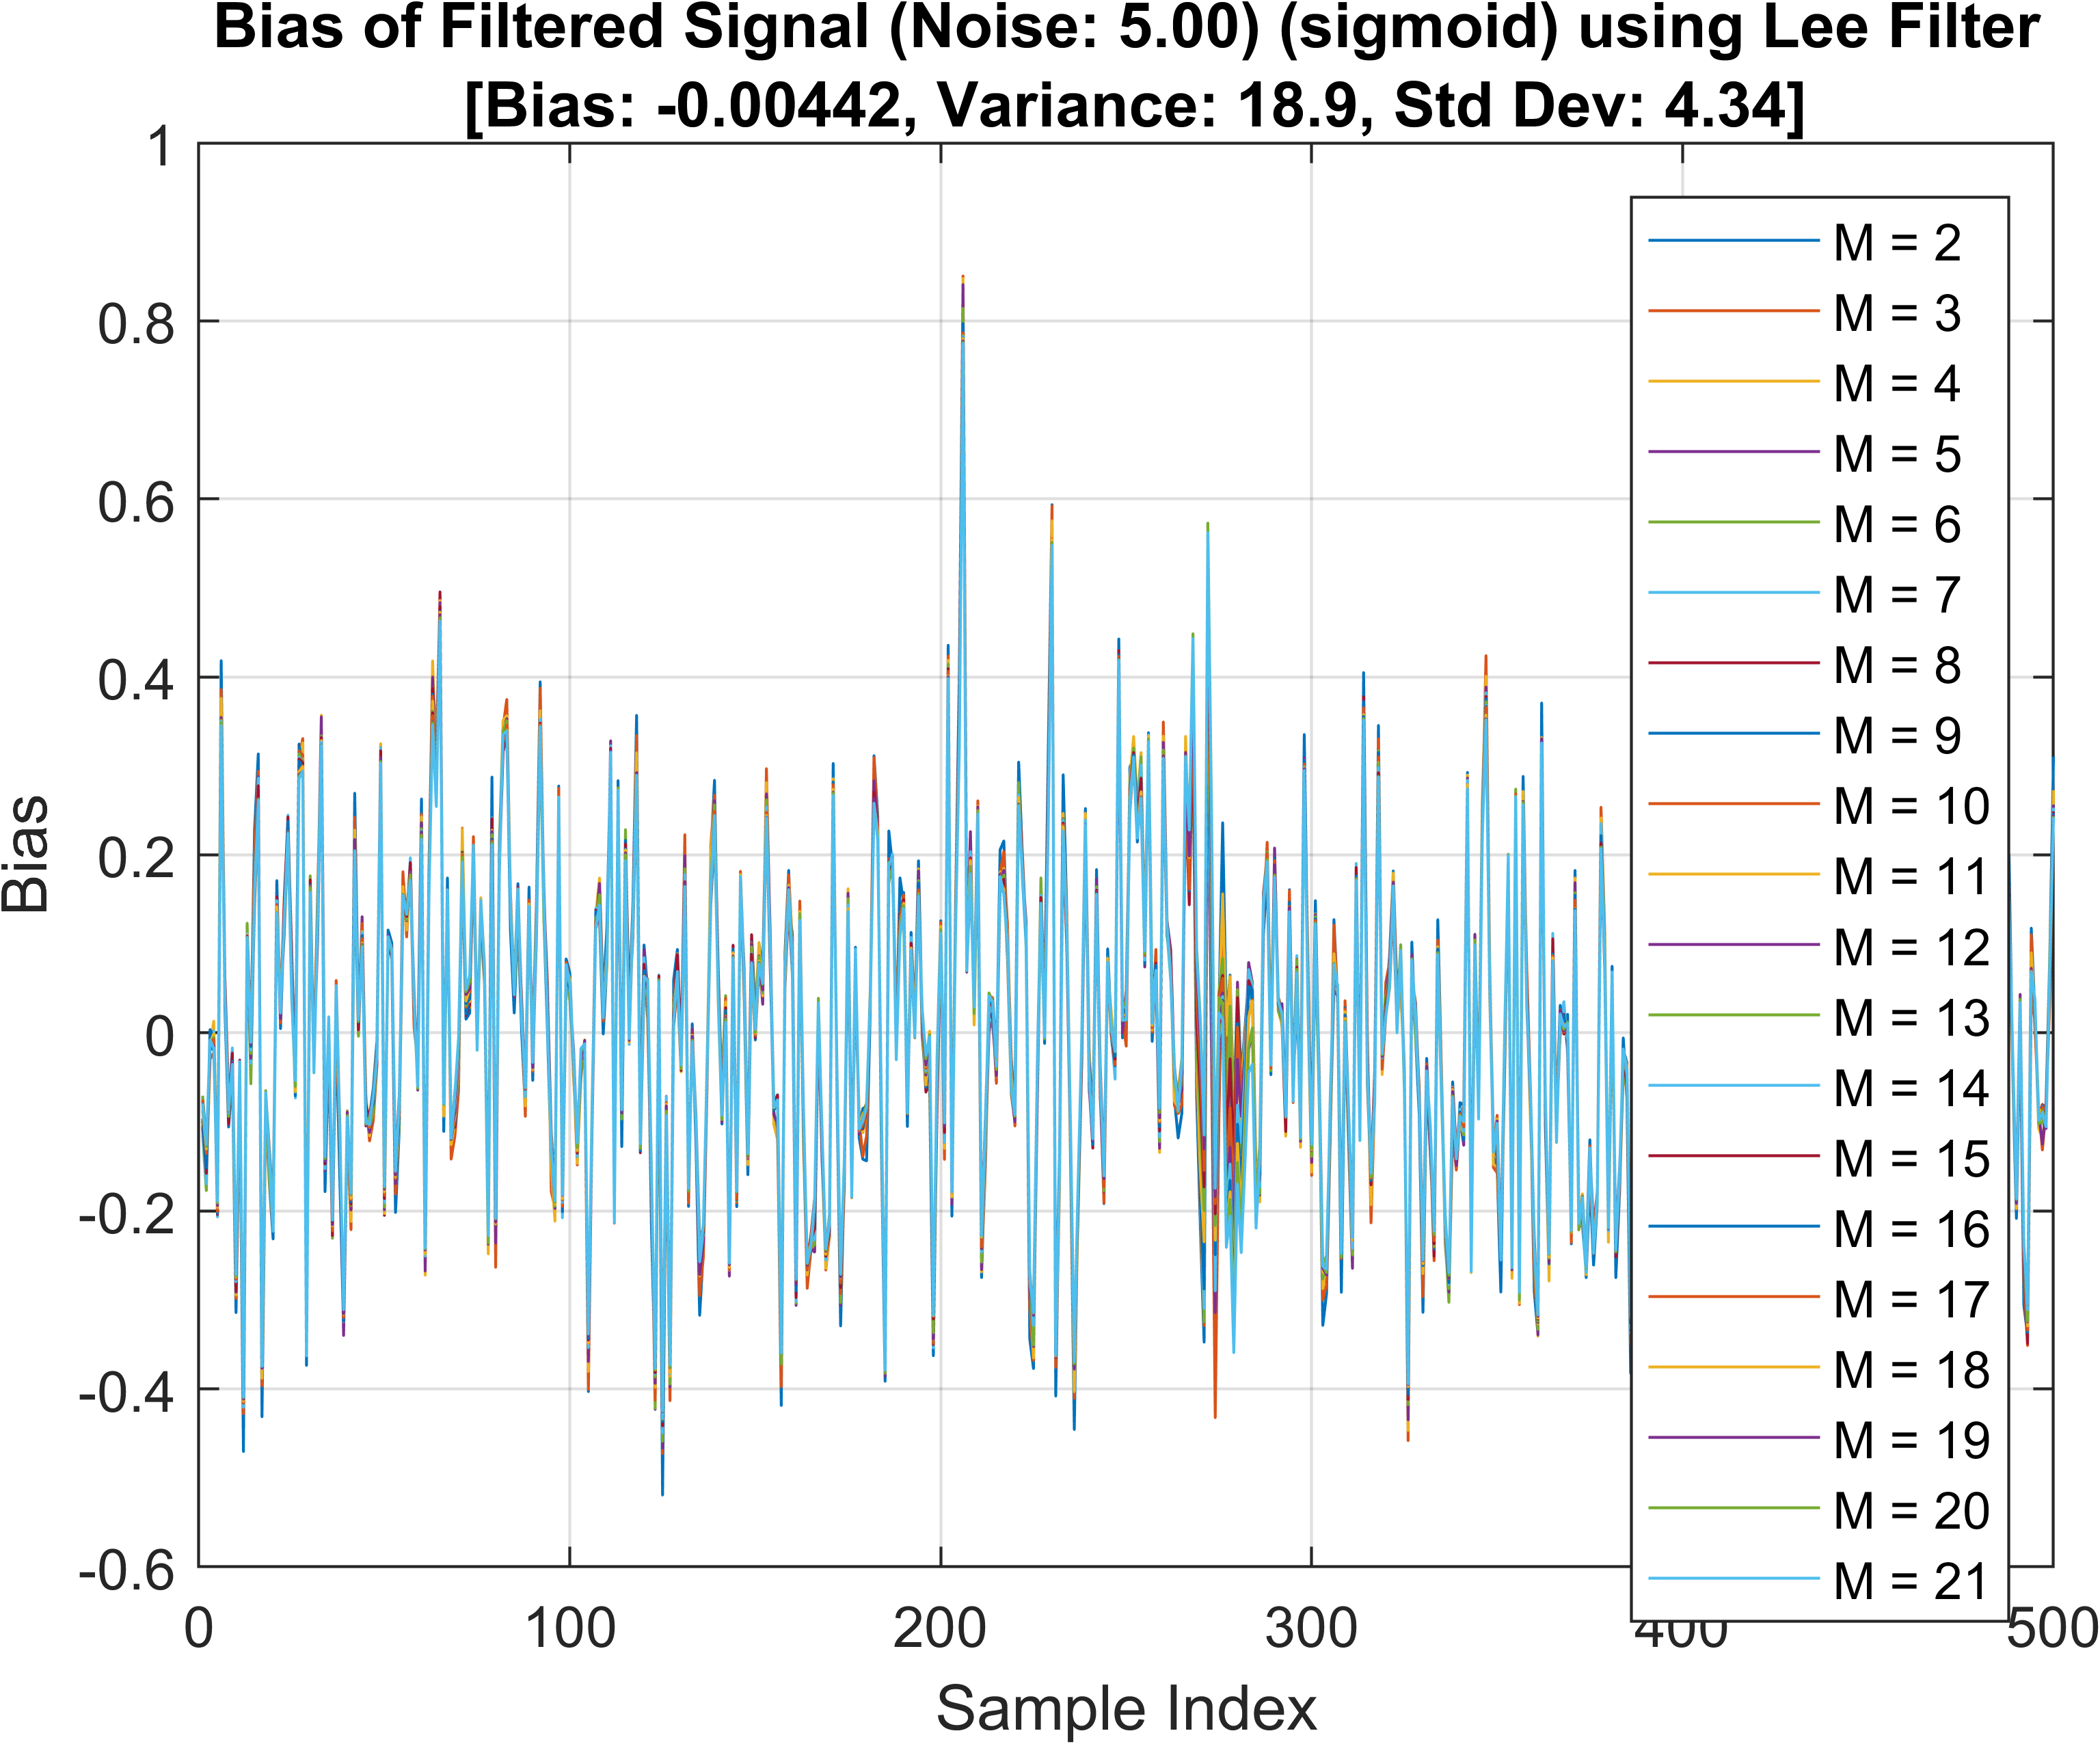 Bias of Filtered Signal (Noise: 5.00) (sigmoid) using Lee Filter
[Bias: -0.00442, Variance: 18.9, Std Dev: 4.34]
1
0.8
0.6
0.4
0.2
0
-0.2
-0.4
-0.6
Bias
M = 2
M = 3
M = 4
M = 5
M = 6
M = 7
M = 8
M = 9
M = 10
M = 11
M = 12
M = 13
M = 14
M = 15
M = 16
M = 17
M = 18
M = 19
M = 20
M = 21
0 100 200 300 400 500
Sample Index